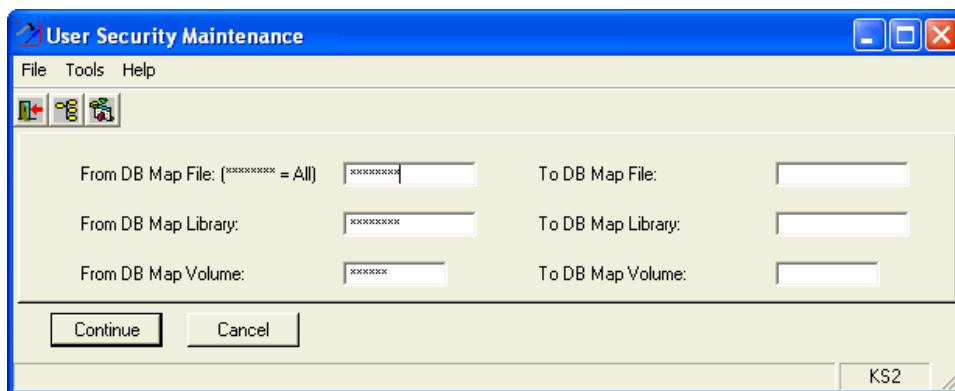 User Security Maintenance
File Tools Help
From DB Map File: (******** = All) ******** To DB Map File:
From DB Map Library: ******** To DB Map Library:
From DB Map Volume: ****** To DB Map Volume:
Continue Cancel
KS2